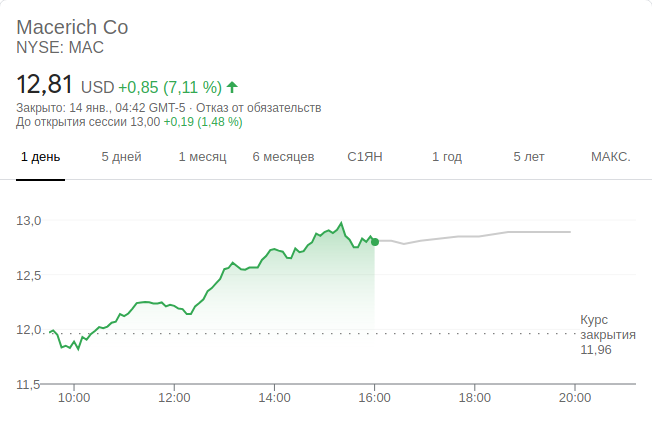 Macerich Co
NYSE: MAC
12,81 USD +0,85 (7,11 %)
Закрыто: 14 янв., 04:42 GMT-5 · Отказ от обязательств
До открытия сессии 13,00 +0,19 (1,48 %)
1 день 5 дней 1 месяц 6 месяцев С1ЯН 1 год 5 лет МАКС.
13,0
12,5
12,0
Курс
закрытия
11,96
11,5
10:00 12:00 14:00 16:00 18:00 20:00